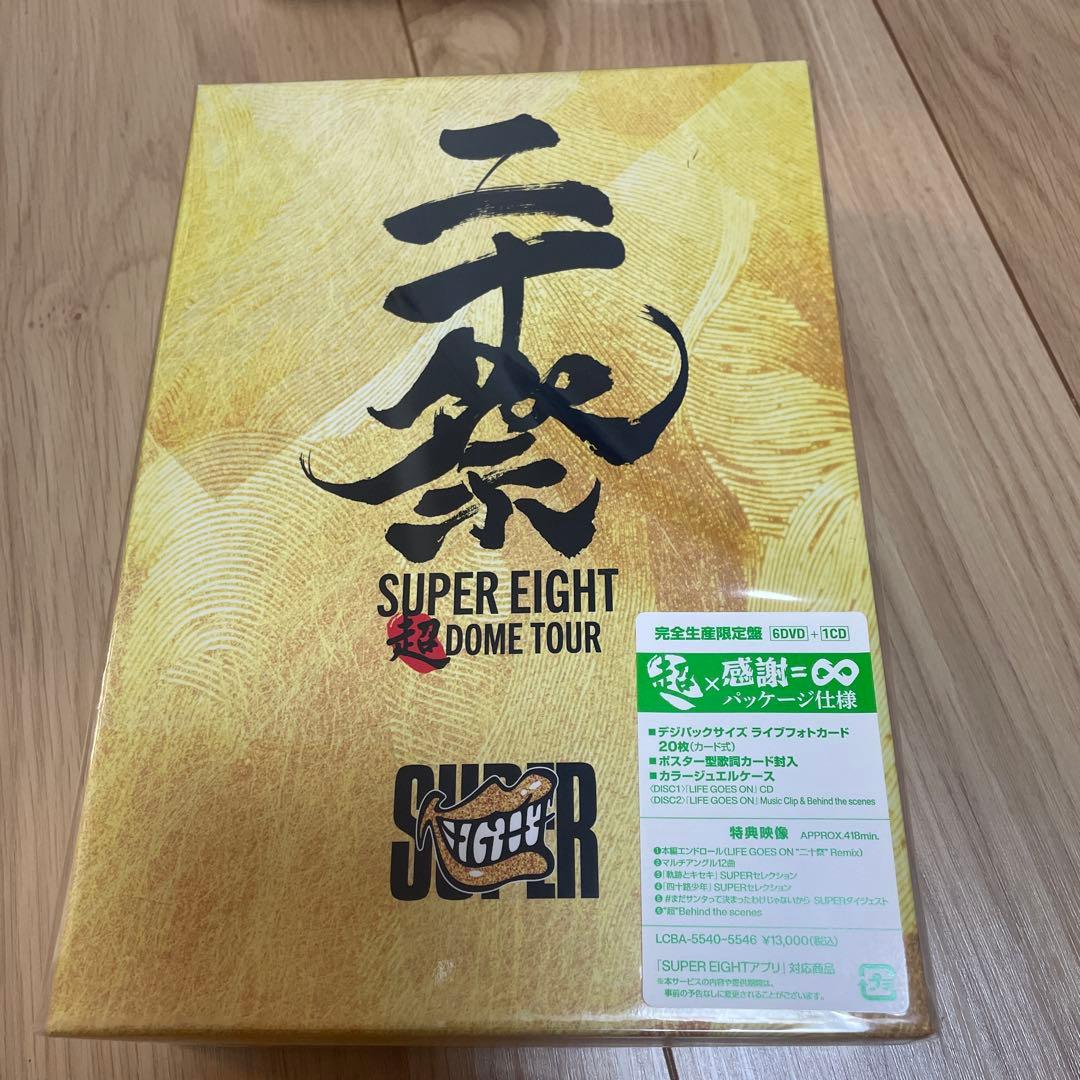 二十祭
SUPER EIGHT
超 DOME TOUR
SUPER
EIGHT
完全生産限定盤 6DVD + 1CD
超×感謝=∞
パッケージ仕様
■デジパックサイズ ライブフォトカード
20枚(カード式)
■ポスター型歌詞カード封入
■カラージュエルケース
〈DISC1〉「LIFE GOES ON」CD
〈DISC2〉「LIFE GOES ON」Music Clip & Behind the scenes
特典映像 APPROX.418min.
❶本編エンドロール(LIFE GOES ON "二十祭" Remix)
❷マルチアングル12曲
❸「軌跡とキセキ」SUPERセレクション
❹「四十路少年」SUPERセレクション
❺ #まだサンタって決まったわけじゃないから SUPERダイジェスト
❻"超"Behind the scenes
LCBA-5540~5546 ¥13,000(税込)
「SUPER EIGHTアプリ」対応商品
※本サービスの内容や提供期間は、
事前の予告なしに変更されることがございます。
プラ